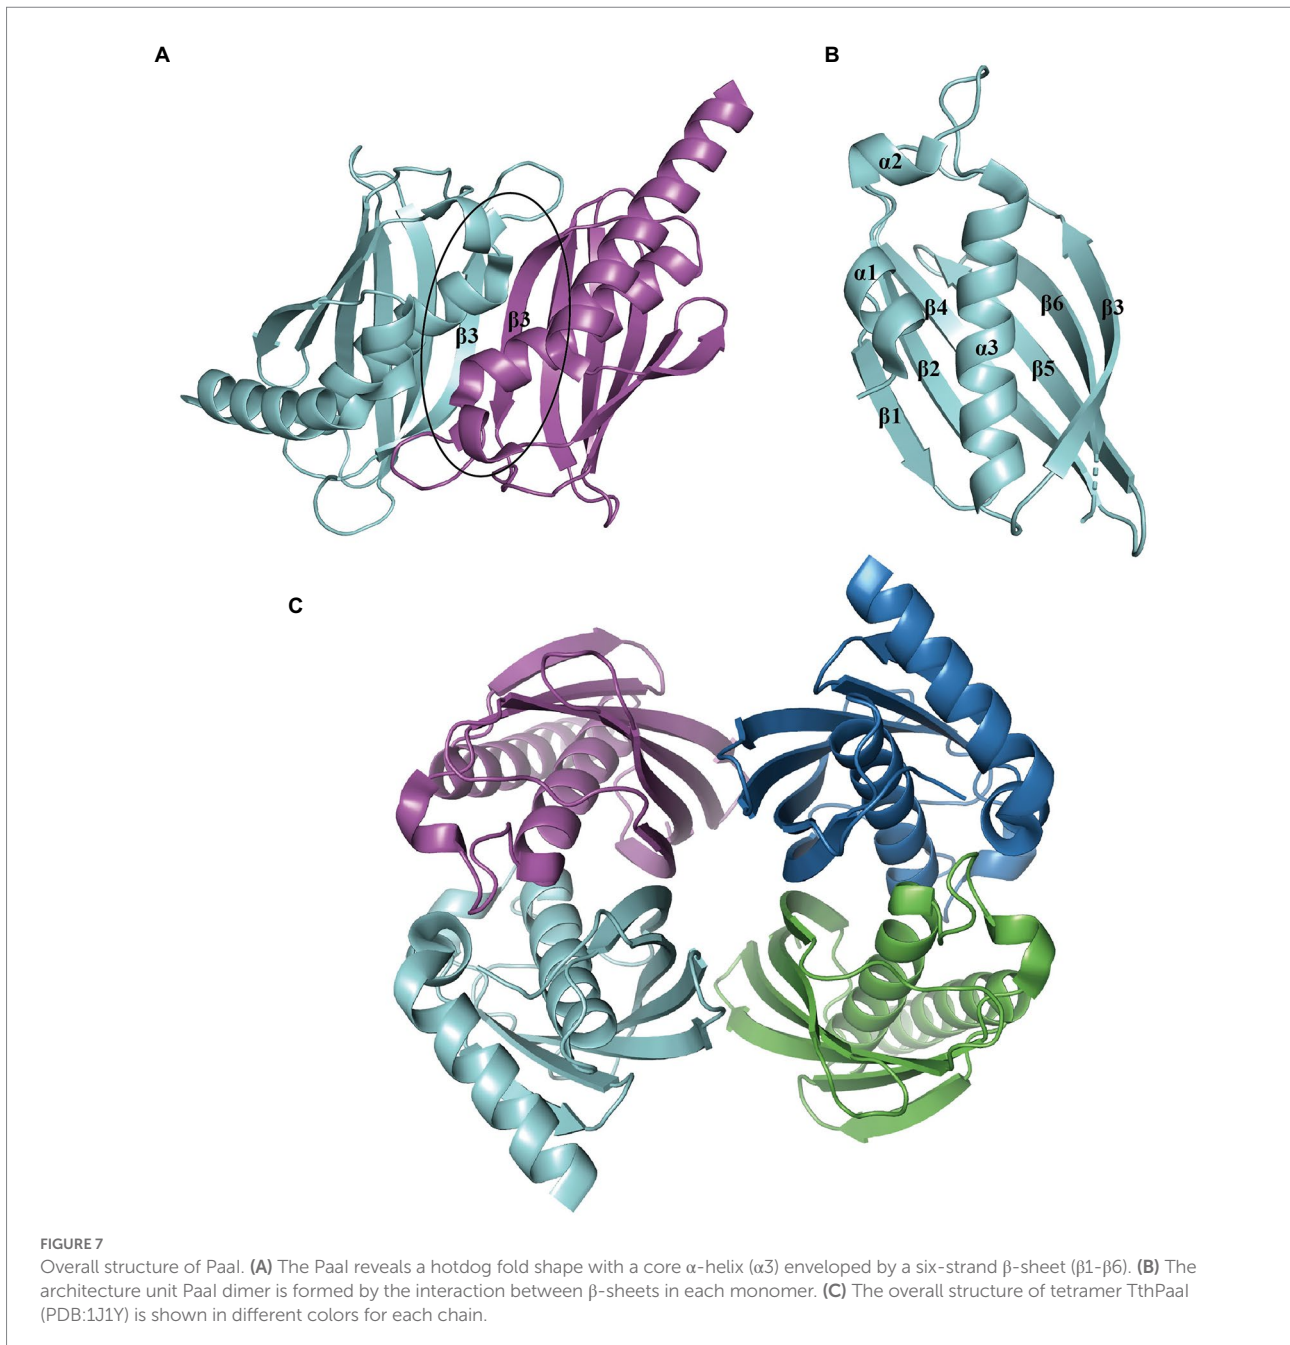 A
B
β3
β3
α2
α1
β4
β6
β3
α3
β2
β5
β1
C
FIGURE 7
Overall structure of PaaI. (A) The PaaI reveals a hotdog fold shape with a core α-helix (α3) enveloped by a six-strand β-sheet (β1-β6). (B) The
architecture unit PaaI dimer is formed by the interaction between β-sheets in each monomer. (C) The overall structure of tetramer TthPaaI
(PDB:1J1Y) is shown in different colors for each chain.